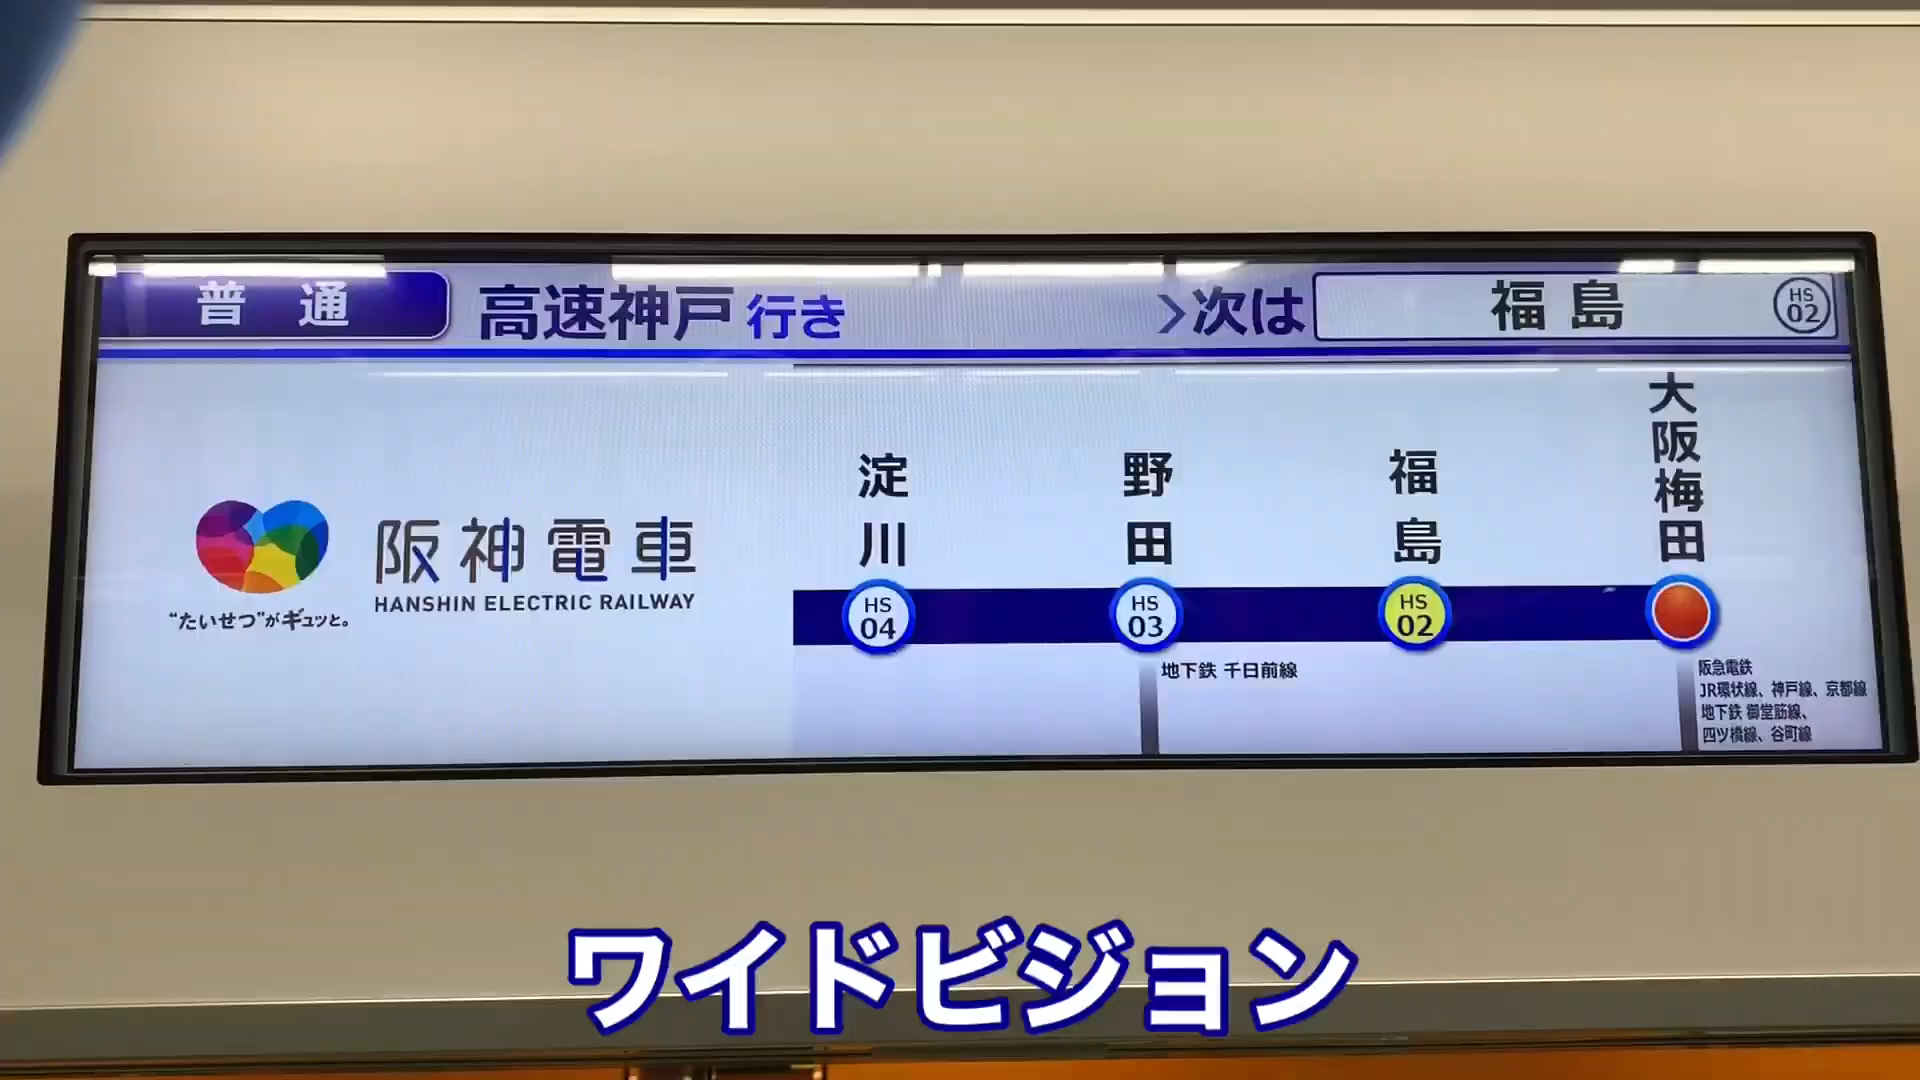 普通 高速神戸行き >次は 福島 HS 02
淀川
野田
福島
大阪梅田
阪神電車
HANSHIN ELECTRIC RAILWAY
“たいせつ”がギュッと。
HS 04
HS 03
HS 02
地下鉄 千日前線
阪急電鉄
JR環状線、神戸線、京都線
地下鉄 御堂筋線、
四ツ橋線、谷町線
ワイドビジョン